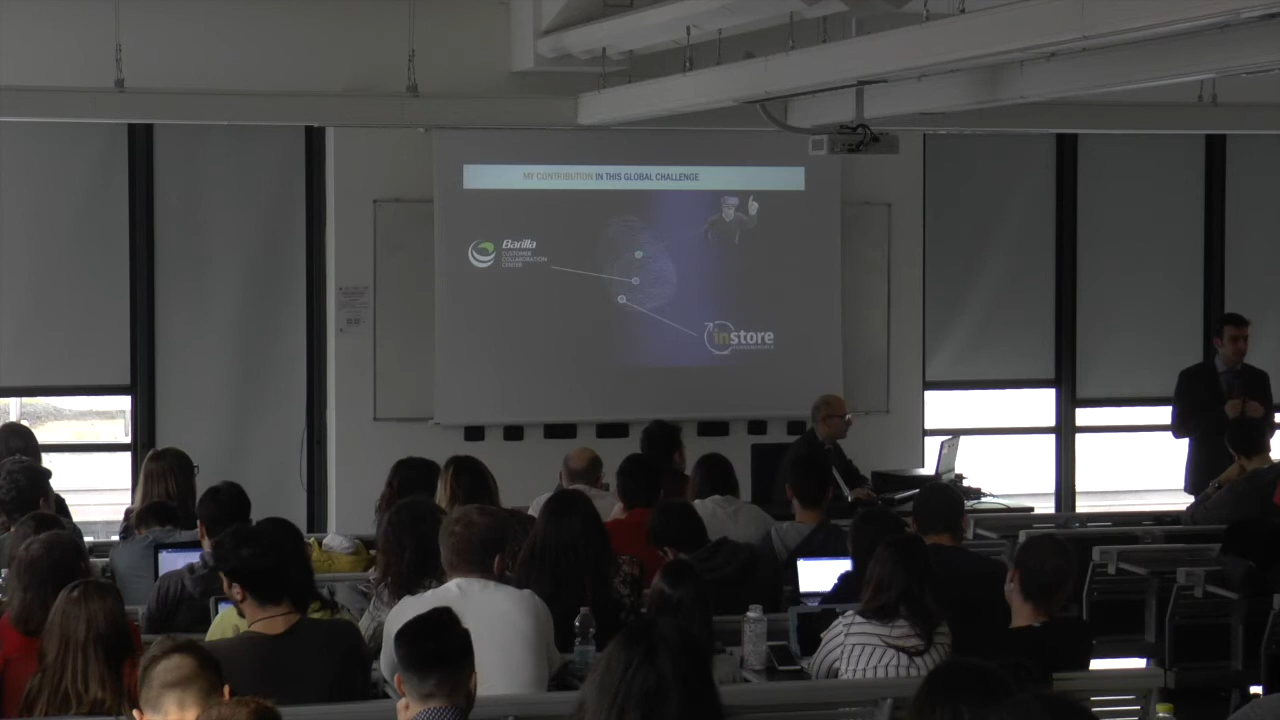 MY CONTRIBUTION IN THIS GLOBAL CHALLENGE
Barilla
CUSTOMER
COLLABORATION
CENTER
instore